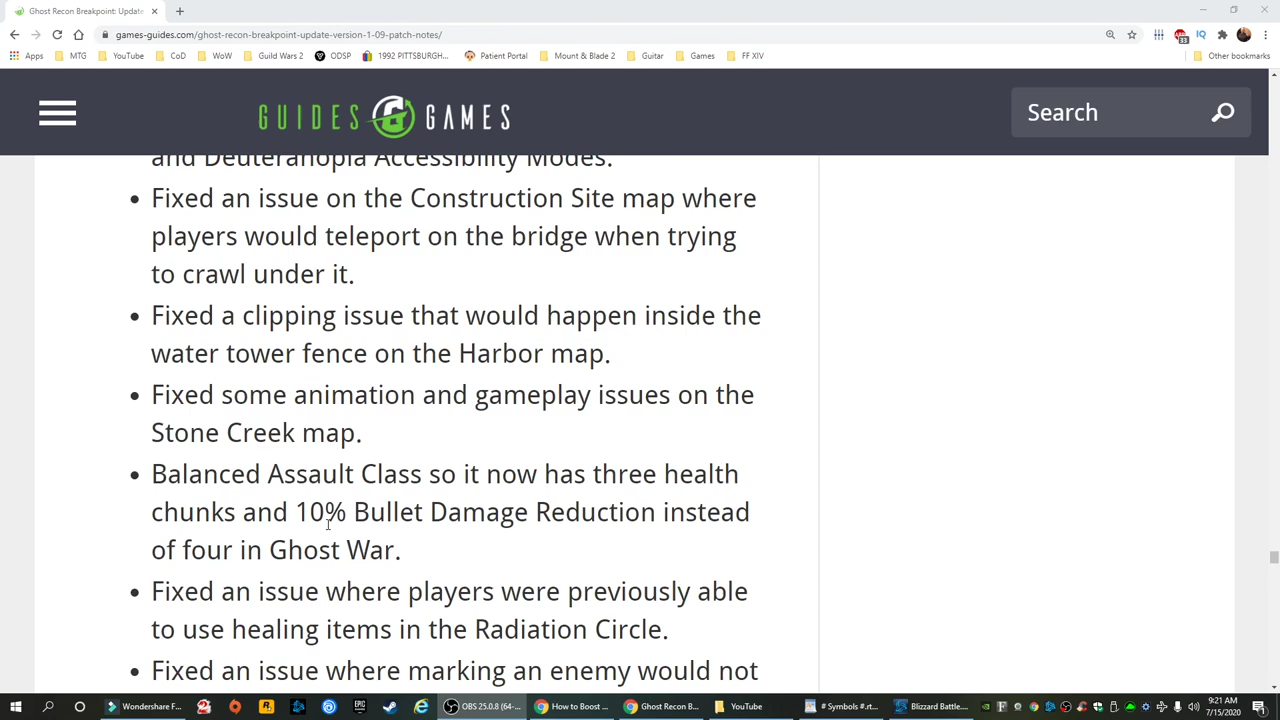 Ghost Recon Breakpoint: Update
games-guides.com/ghost-recon-breakpoint-update-version-1-09-patch-notes/
Apps MTG YouTube CoD WoW Guild Wars 2 ODSP 1992 PITTSBURGH... Patient Portal Mount & Blade 2 Guitar Games FF XIV Other bookmarks
GUIDES GAMES Search
and Deuteranopia Accessibility Modes.
Fixed an issue on the Construction Site map where
players would teleport on the bridge when trying
to crawl under it.
Fixed a clipping issue that would happen inside the
water tower fence on the Harbor map.
Fixed some animation and gameplay issues on the
Stone Creek map.
Balanced Assault Class so it now has three health
chunks and 10% Bullet Damage Reduction instead
of four in Ghost War.
Fixed an issue where players were previously able
to use healing items in the Radiation Circle.
Fixed an issue where marking an enemy would not
Wondershare F... OBS 25.0.8 (64-... How to Boost ... Ghost Recon B... YouTube # Symbols #.rt... Blizzard Battle... 9:21 AM
7/15/2020